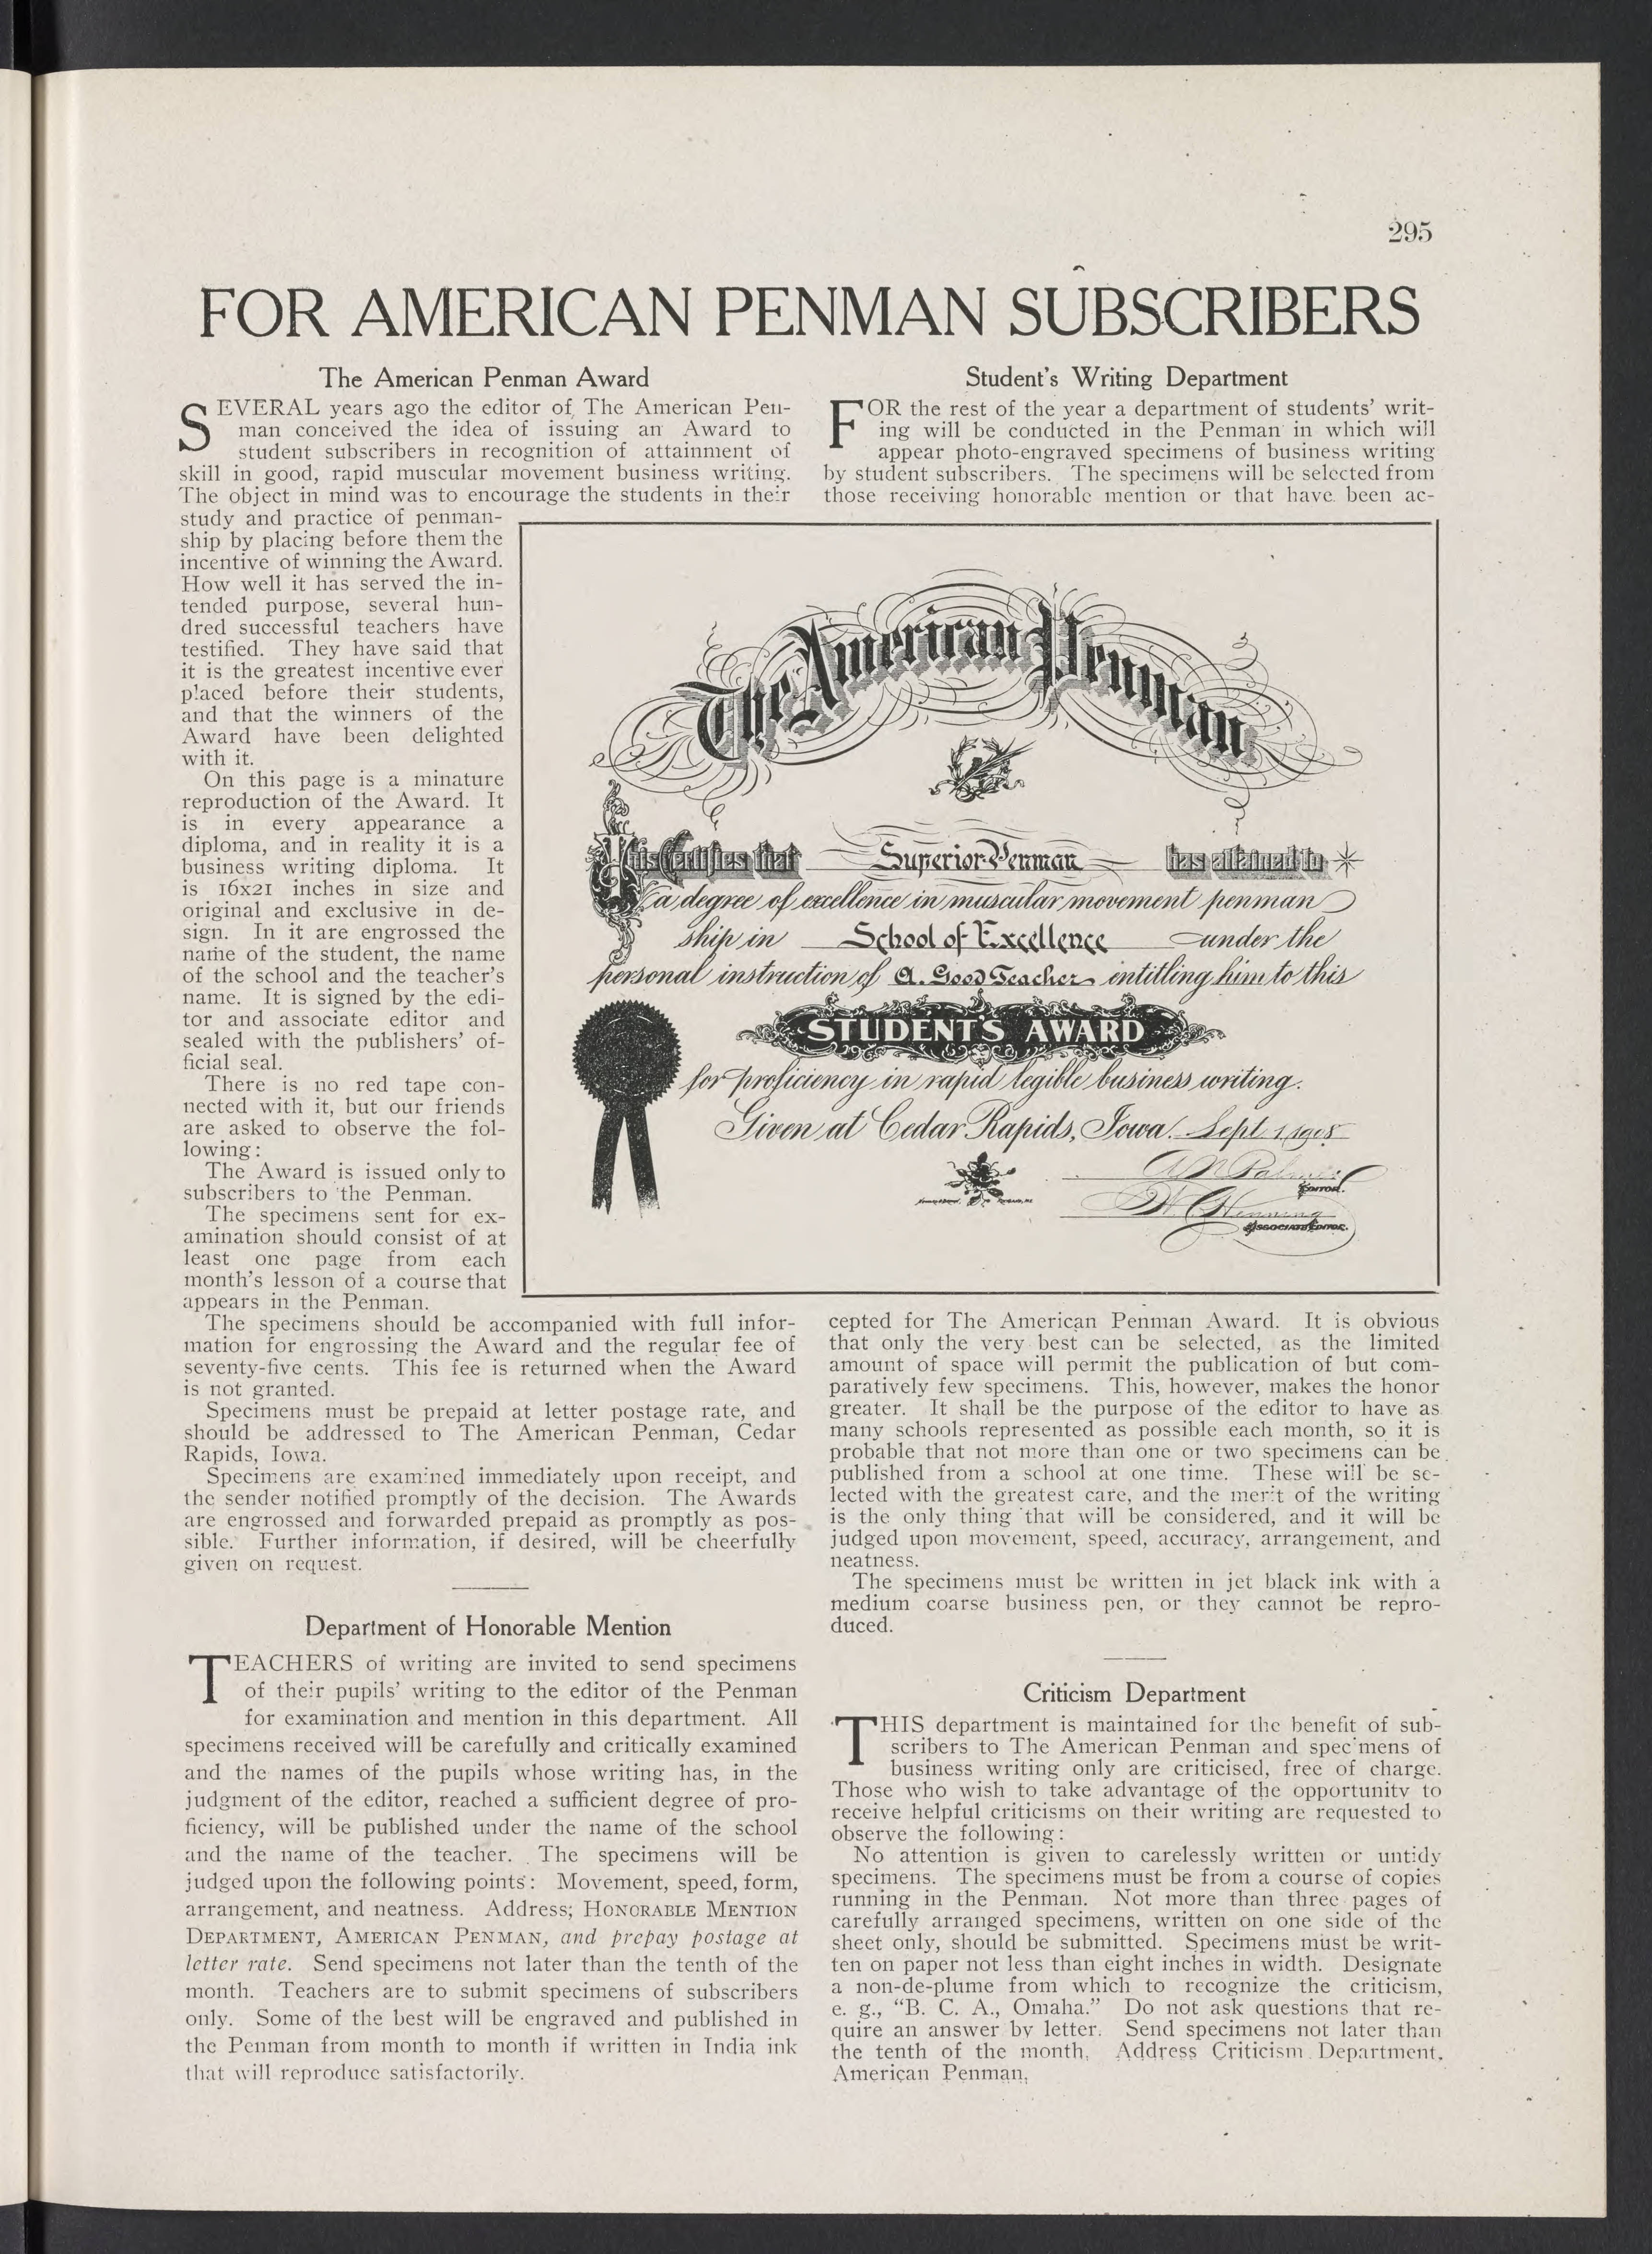 295
FOR AMERICAN PENMAN SUBSCRIBERS
The American Penman Award
SEVERAL years ago the editor of The American Pen-
man conceived the idea of issuing an Award to
student subscribers in recognition of attainment of
skill in good, rapid muscular movement business writing.
The object in mind was to encourage the students in their
study and practice of penman-
ship by placing before them the
incentive of winning the Award.
How well it has served the in-
tended purpose, several hun-
dred successful teachers have
testified. They have said that
it is the greatest incentive ever
placed before their students,
and that the winners of the
Award have been delighted
with it.
On this page is a minature
reproduction of the Award. It
is in every appearance a
diploma, and in reality it is a
business writing diploma. It
is 16x21 inches in size and
original and exclusive in de-
sign. In it are engrossed the
name of the student, the name
of the school and the teacher's
name. It is signed by the edi-
tor and associate editor and
sealed with the publishers' of-
ficial seal.
There is no red tape con-
nected with it, but our friends
are asked to observe the fol-
lowing:
The Award is issued only to
subscribers to the Penman.
The specimens sent for ex-
amination should consist of at
least one page from each
month's lesson of a course that
appears in the Penman.
The specimens should be accompanied with full infor-
mation for engrossing the Award and the regular fee of
seventy-five cents. This fee is returned when the Award
is not granted.
Specimens must be prepaid at letter postage rate, and
should be addressed to The American Penman, Cedar
Rapids, Iowa.
Specimens are examined immediately upon receipt, and
the sender notified promptly of the decision. The Awards
are engrossed and forwarded prepaid as promptly as pos-
sible. Further information, if desired, will be cheerfully
given on request.
Department of Honorable Mention
TEACHERS of writing are invited to send specimens
of their pupils' writing to the editor of the Penman
for examination and mention in this department. All
specimens received will be carefully and critically examined
and the names of the pupils whose writing has, in the
judgment of the editor, reached a sufficient degree of pro-
ficiency, will be published under the name of the school
and the name of the teacher. The specimens will be
judged upon the following points: Movement, speed, form,
arrangement, and neatness. Address; HONORABLE MENTION
DEPARTMENT, AMERICAN PENMAN, and prepay postage at
letter rate. Send specimens not later than the tenth of the
month. Teachers are to submit specimens of subscribers
only. Some of the best will be engraved and published in
the Penman from month to month if written in India ink
that will reproduce satisfactorily.
Student's Writing Department
FOR the rest of the year a department of students' writ-
ing will be conducted in the Penman in which will
appear photo-engraved specimens of business writing
by student subscribers. The specimens will be selected from
those receiving honorable mention or that have been ac-
The American Penman
This Certifies that Superior Penman has attained to
a degree of excellence in muscular movement penman
ship in School of Excellence under the
personal instruction of A. Good Teacher entitling him to this
STUDENT'S AWARD
for proficiency in rapid legible business writing.
Given at Cedar Rapids, Iowa. Sept. 1, 1908
A N Palmer
EDITOR.
W C Henning
ASSOCIATE EDITOR.
cepted for The American Penman Award. It is obvious
that only the very best can be selected, as the limited
amount of space will permit the publication of but com-
paratively few specimens. This, however, makes the honor
greater. It shall be the purpose of the editor to have as
many schools represented as possible each month, so it is
probable that not more than one or two specimens can be
published from a school at one time. These will be se-
lected with the greatest care, and the merit of the writing
is the only thing that will be considered, and it will be
judged upon movement, speed, accuracy, arrangement, and
neatness.
The specimens must be written in jet black ink with a
medium coarse business pen, or they cannot be repro-
duced.
Criticism Department
THIS department is maintained for the benefit of sub-
scribers to The American Penman and specimens of
business writing only are criticised, free of charge.
Those who wish to take advantage of the opportunity to
receive helpful criticisms on their writing are requested to
observe the following:
No attention is given to carelessly written or untidy
specimens. The specimens must be from a course of copies
running in the Penman. Not more than three pages of
carefully arranged specimens, written on one side of the
sheet only, should be submitted. Specimens must be writ-
ten on paper not less than eight inches in width. Designate
a non-de-plume from which to recognize the criticism,
e. g., "B. C. A., Omaha." Do not ask questions that re-
quire an answer by letter. Send specimens not later than
the tenth of the month. Address Criticism Department,
American Penman.